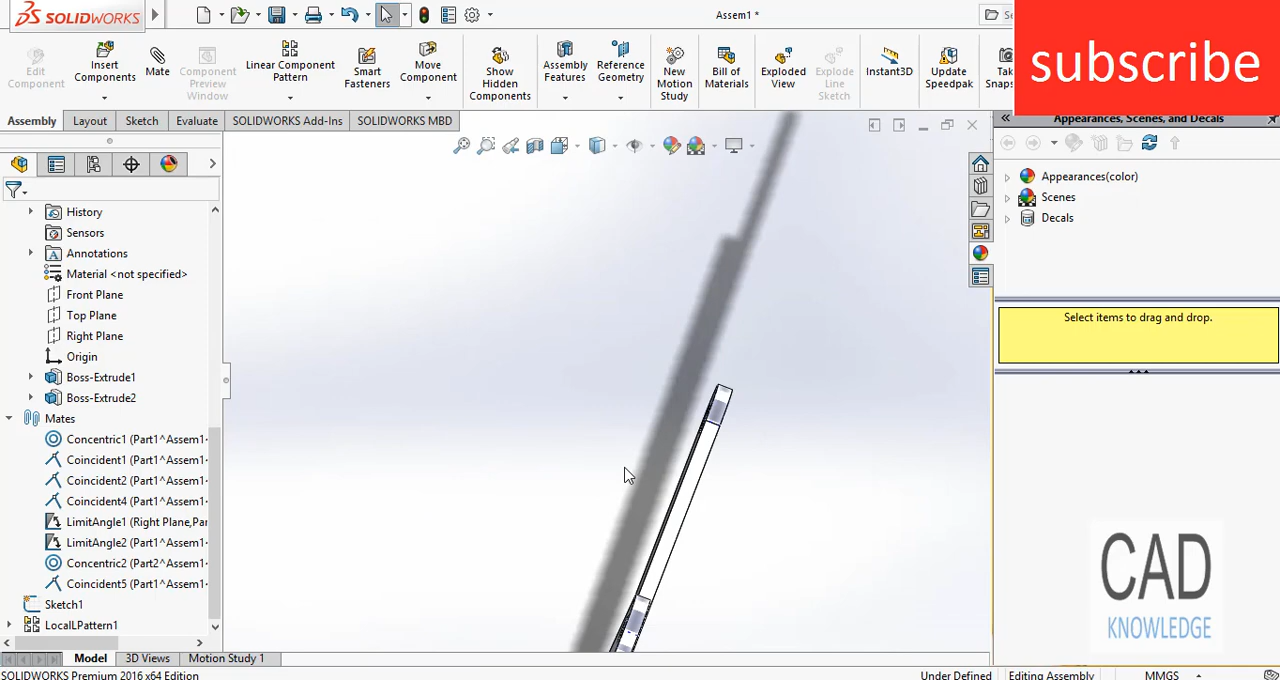 SOLIDWORKS
Assem1 *
Se
subscribe
Edit
Component
Insert
Components
Mate
Component
Preview
Window
Linear Component
Pattern
Smart
Fasteners
Move
Component
Show
Hidden
Components
Assembly
Features
Reference
Geometry
New
Motion
Study
Bill of
Materials
Exploded
View
Explode
Line
Sketch
Instant3D
Update
Speedpak
Take
Snaps
Assembly
Layout
Sketch
Evaluate
SOLIDWORKS Add-Ins
SOLIDWORKS MBD
Appearances, Scenes, and Decals
Appearances(color)
Scenes
Decals
Select items to drag and drop.
History
Sensors
Annotations
Material <not specified>
Front Plane
Top Plane
Right Plane
Origin
Boss-Extrude1
Boss-Extrude2
Mates
Concentric1 (Part1^Assem1-
Coincident1 (Part1^Assem1-
Coincident2 (Part1^Assem1-
Coincident4 (Part1^Assem1-
LimitAngle1 (Right Plane,Par
LimitAngle2 (Part1^Assem1-
Concentric2 (Part2^Assem1-
Coincident5 (Part1^Assem1-
Sketch1
LocalLPattern1
CAD
KNOWLEDGE
Model
3D Views
Motion Study 1
SOLIDWORKS Premium 2016 x64 Edition
Under Defined
Editing Assembly
MMGS